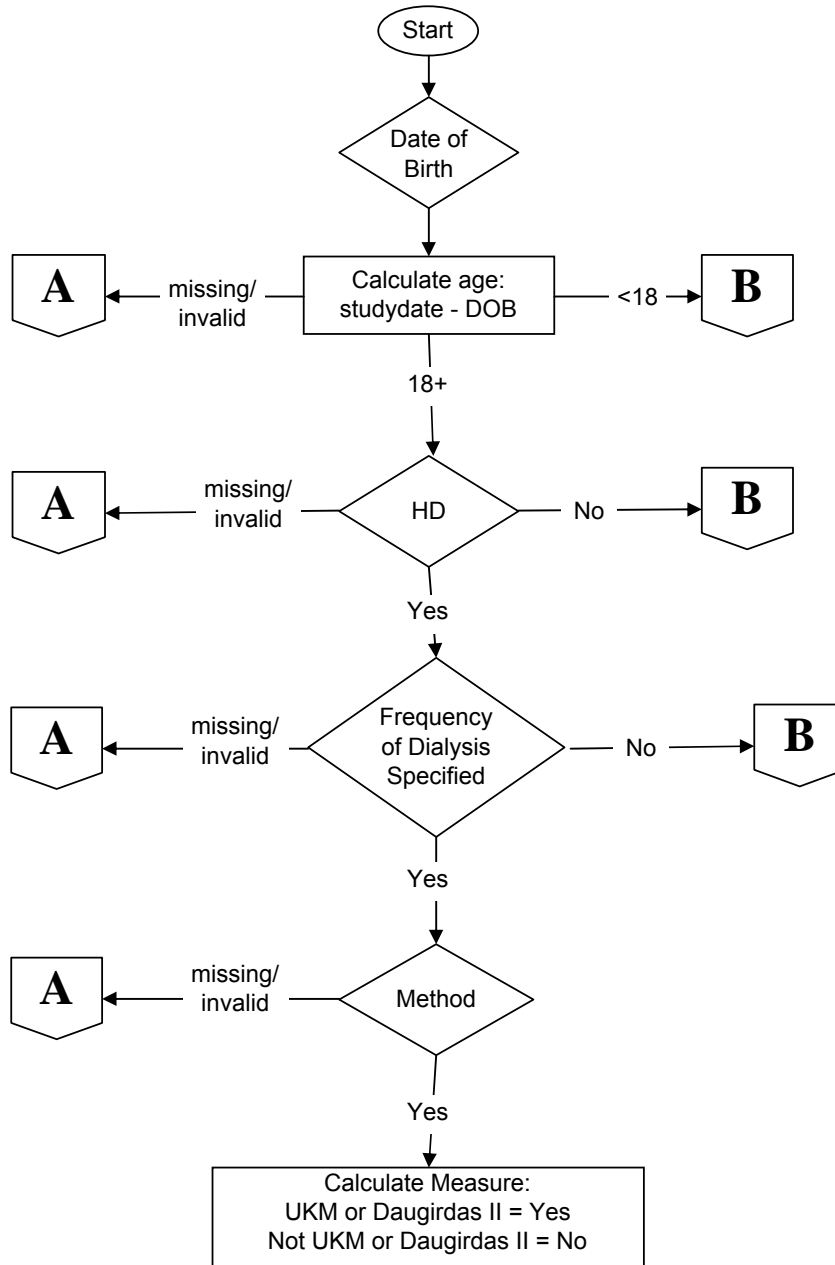 Start
Date of
Birth
A
missing/
invalid
Calculate age:
studydate - DOB
<18
B
18+
A
missing/
invalid
HD
No
B
Yes
A
missing/
invalid
Frequency
of Dialysis
Specified
No
B
Yes
A
missing/
invalid
Method
Yes
Calculate Measure:
UKM or Daugirdas II = Yes
Not UKM or Daugirdas II = No